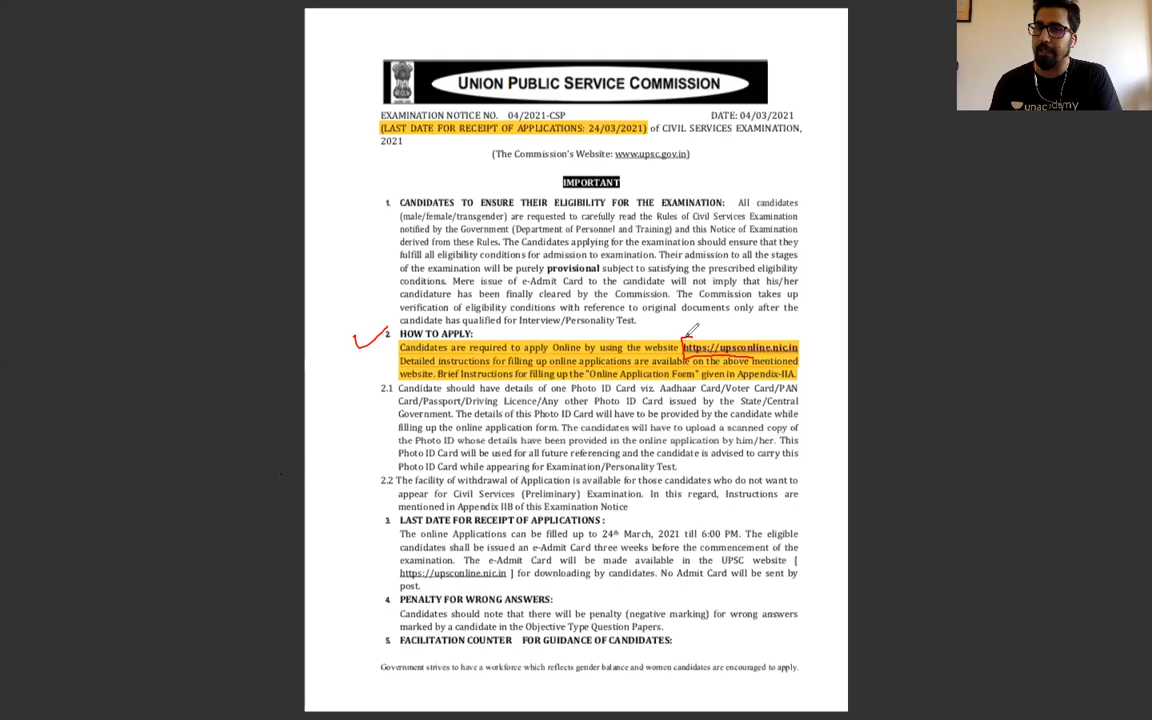 UNION PUBLIC SERVICE COMMISSION
EXAMINATION NOTICE NO. 04/2021-CSP DATE: 04/03/2021
(LAST DATE FOR RECEIPT OF APPLICATIONS: 24/03/2021) of CIVIL SERVICES EXAMINATION,
2021
(The Commission's Website: www.upsc.gov.in)
IMPORTANT
1. CANDIDATES TO ENSURE THEIR ELIGIBILITY FOR THE EXAMINATION: All candidates
(male/female/transgender) are requested to carefully read the Rules of Civil Services Examination
notified by the Government (Department of Personnel and Training) and this Notice of Examination
derived from these Rules. The Candidates applying for the examination should ensure that they
fulfill all eligibility conditions for admission to examination. Their admission to all the stages
of the examination will be purely provisional subject to satisfying the prescribed eligibility
conditions. Mere issue of e-Admit Card to the candidate will not imply that his/her
candidature has been finally cleared by the Commission. The Commission takes up
verification of eligibility conditions with reference to original documents only after the
candidate has qualified for Interview/Personality Test.
2 HOW TO APPLY:
Candidates are required to apply Online by using the website https://upsconline.nic.in
Detailed instructions for filling up online applications are available on the above mentioned
website. Brief Instructions for filling up the "Online Application Form" given in Appendix-IIA.
2.1 Candidate should have details of one Photo ID Card viz. Aadhaar Card/Voter Card/PAN
Card/Passport/Driving Licence/Any other Photo ID Card issued by the State/Central
Government. The details of this Photo ID Card will have to be provided by the candidate while
filling up the online application form. The candidates will have to upload a scanned copy of
the Photo ID whose details have been provided in the online application by him/her. This
Photo ID Card will be used for all future referencing and the candidate is advised to carry this
Photo ID Card while appearing for Examination/Personality Test.
2.2 The facility of withdrawal of Application is available for those candidates who do not want to
appear for Civil Services (Preliminary) Examination. In this regard, Instructions are
mentioned in Appendix IIB of this Examination Notice
3. LAST DATE FOR RECEIPT OF APPLICATIONS :
The online Applications can be filled up to 24th March, 2021 till 6:00 PM. The eligible
candidates shall be issued an e-Admit Card three weeks before the commencement of the
examination. The e-Admit Card will be made available in the UPSC website [
https://upsconline.nic.in ] for downloading by candidates. No Admit Card will be sent by
post.
4. PENALTY FOR WRONG ANSWERS:
Candidates should note that there will be penalty (negative marking) for wrong answers
marked by a candidate in the Objective Type Question Papers.
5. FACILITATION COUNTER FOR GUIDANCE OF CANDIDATES:
Government strives to have a workforce which reflects gender balance and women candidates are encouraged to apply.
unacademy